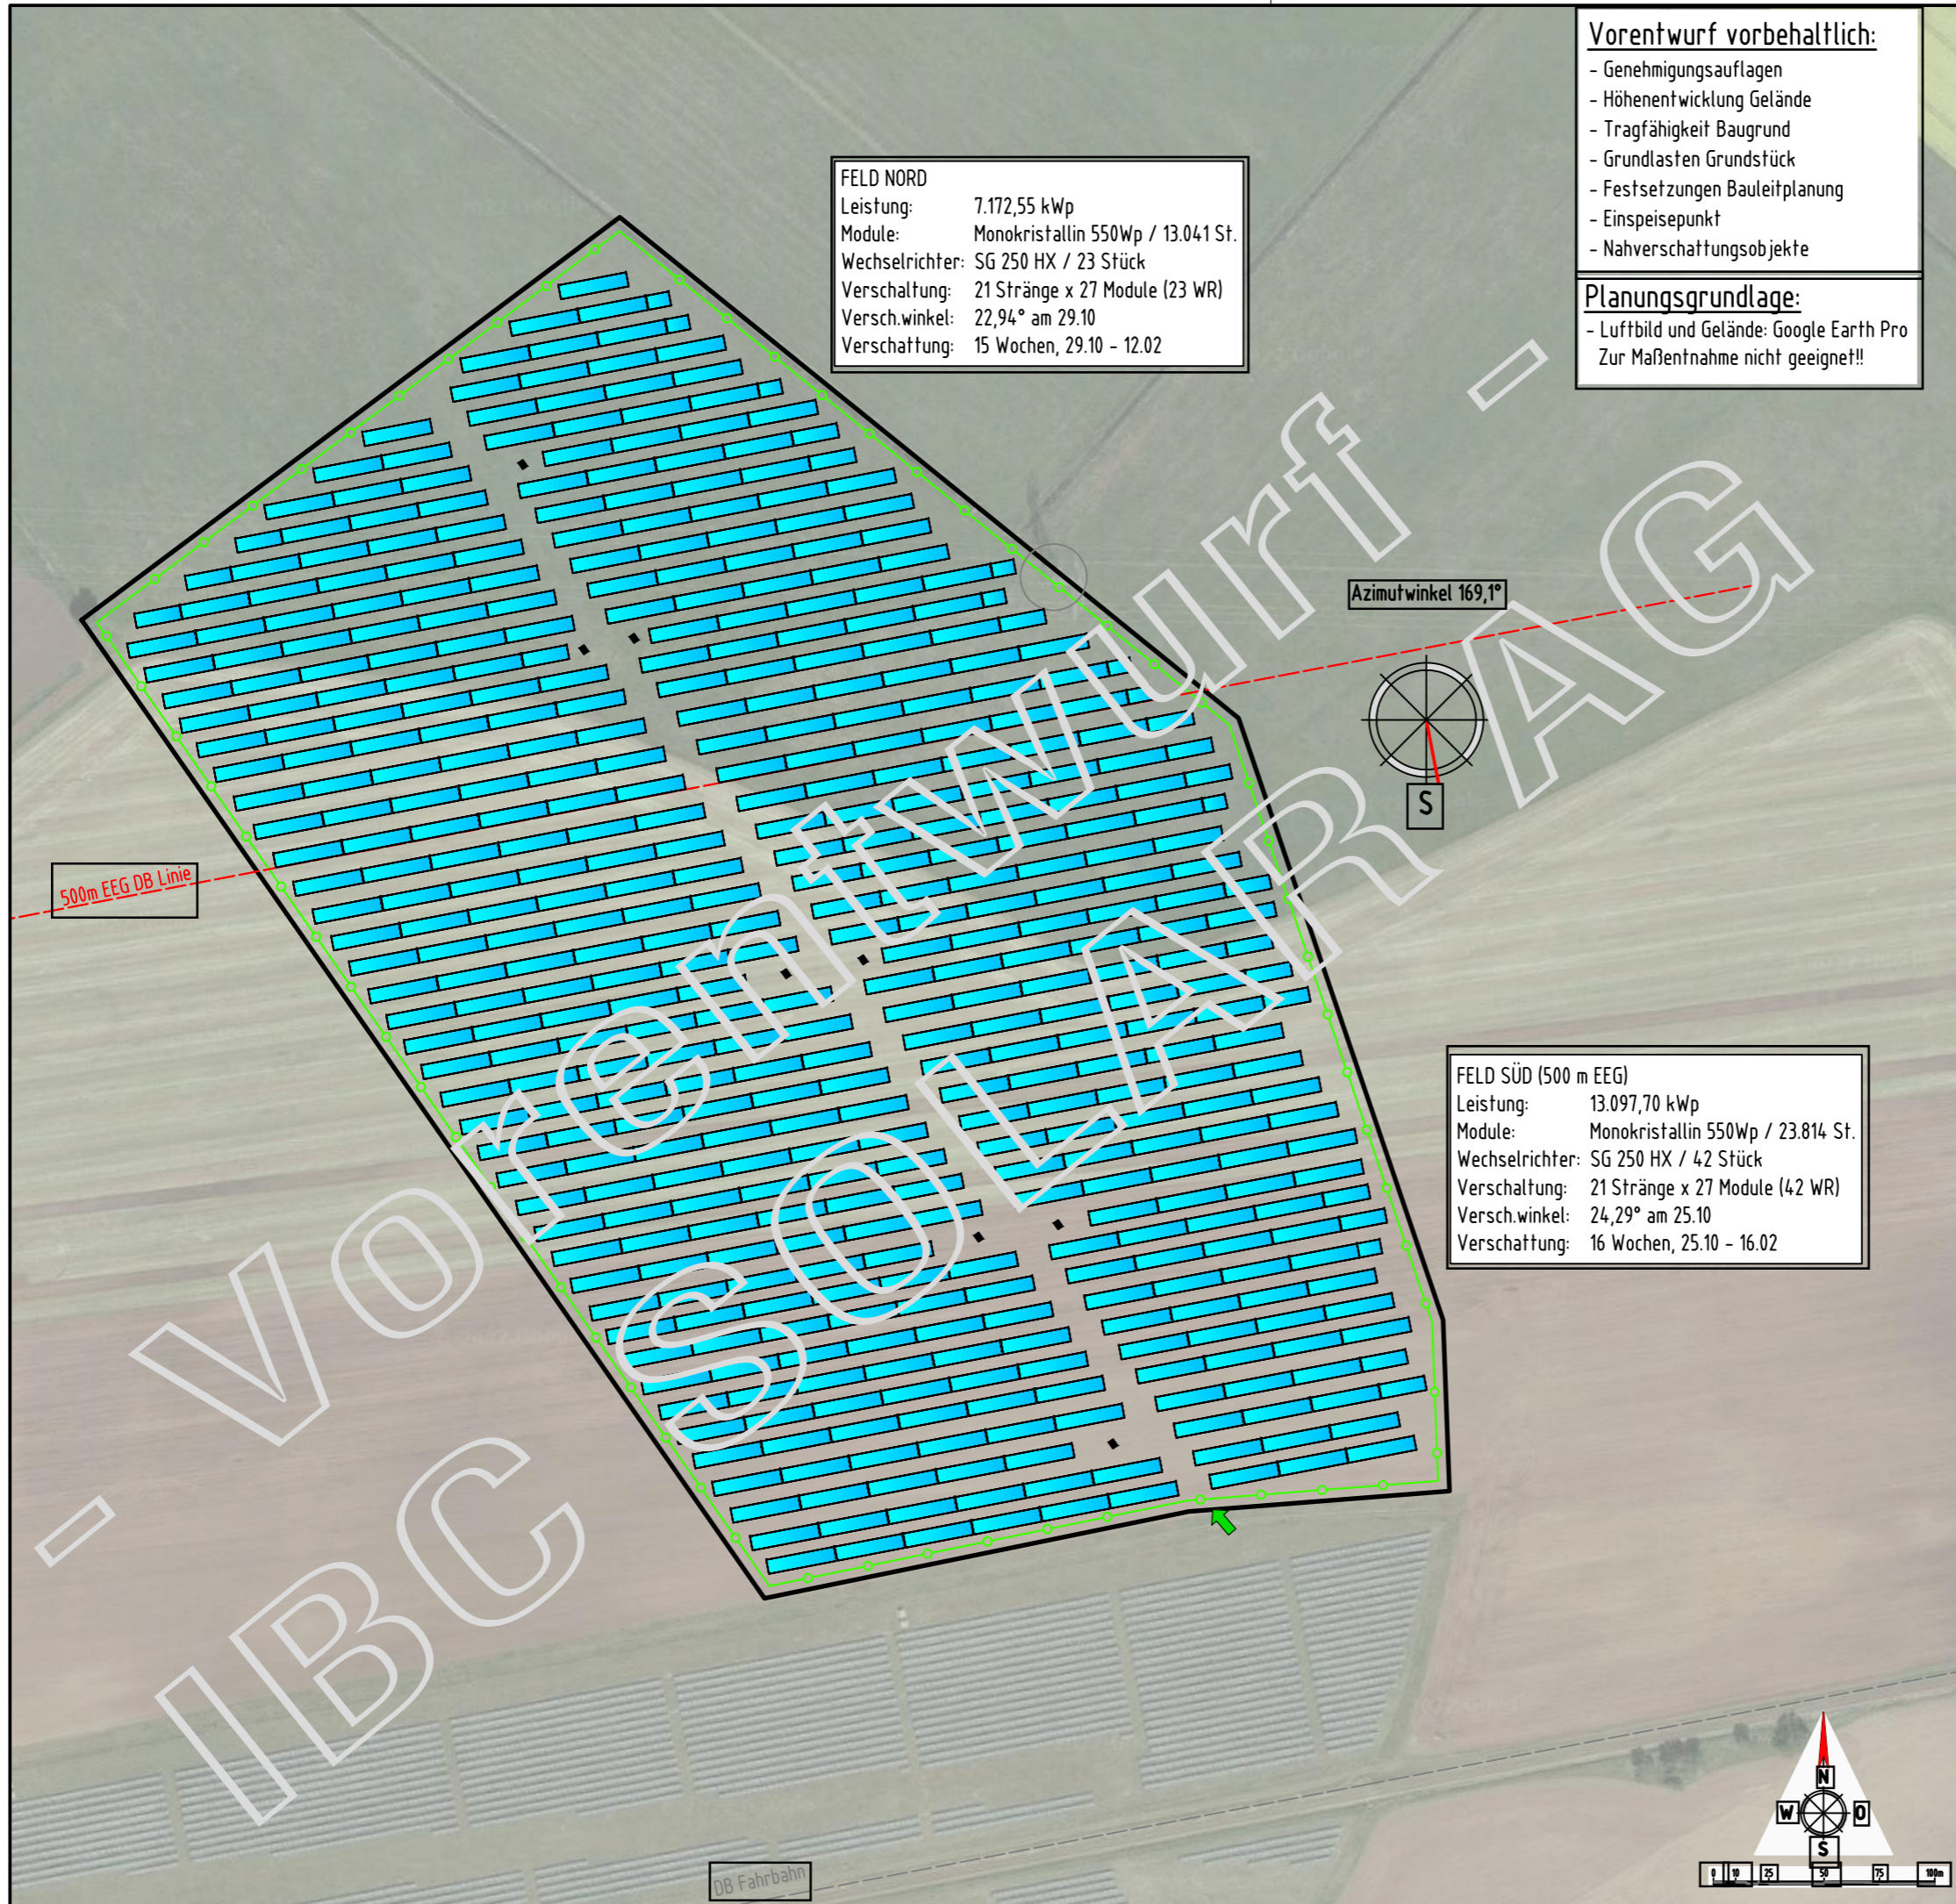 Vorentwurf vorbehaltlich:
- Genehmigungsauflagen
- Höhenentwicklung Gelände
- Tragfähigkeit Baugrund
- Grundlasten Grundstück
- Festsetzungen Bauleitplanung
- Einspeisepunkt
- Nahverschattungsobjekte
Planungsgrundlage:
- Luftbild und Gelände: Google Earth Pro
Zur Maßentnahme nicht geeignet!!
FELD NORD
Leistung: 7.172,55 kWp
Module: Monokristallin 550Wp / 13.041 St.
Wechselrichter: SG 250 HX / 23 Stück
Verschaltung: 21 Stränge x 27 Module (23 WR)
Versch.winkel: 22,94° am 29.10
Verschattung: 15 Wochen, 29.10 - 12.02
Azimutwinkel 169,1°
S
500m EEG DB Linie
FELD SÜD (500 m EEG)
Leistung: 13.097,70 kWp
Module: Monokristallin 550Wp / 23.814 St.
Wechselrichter: SG 250 HX / 42 Stück
Verschaltung: 21 Stränge x 27 Module (42 WR)
Versch.winkel: 24,29° am 25.10
Verschattung: 16 Wochen, 25.10 - 16.02
- Vorentwurf -
IBC SOLAR AG
DB Fahrbahn
N
W O
S
0 10 25 50 75 100m